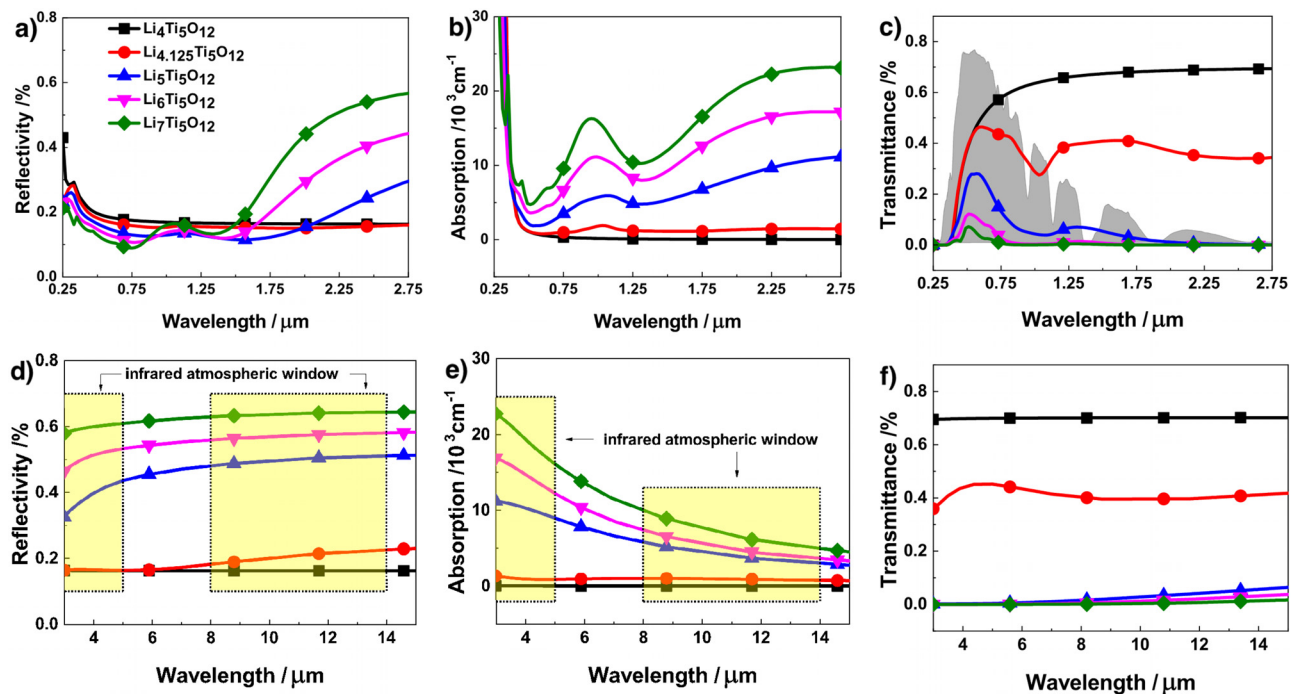 a)
Li4Ti5O12
Li4.125Ti5O12
Li5Ti5O12
Li6Ti5O12
Li7Ti5O12
Reflectivity /%
0.8
0.6
0.4
0.2
0.0
0.25 0.75 1.25 1.75 2.25 2.75
Wavelength / μm
b)
Absorption /10³cm⁻¹
30
20
10
0
0.25 0.75 1.25 1.75 2.25 2.75
Wavelength / μm
c)
Transmittance /%
0.8
0.6
0.4
0.2
0.0
0.25 0.75 1.25 1.75 2.25 2.75
Wavelength / μm
d)
infrared atmospheric window
Reflectivity /%
0.8
0.6
0.4
0.2
0.0
4 6 8 10 12 14
Wavelength / μm
e)
infrared atmospheric window
Absorption /10³cm⁻¹
30
20
10
0
4 6 8 10 12 14
Wavelength / μm
f)
Transmittance /%
0.8
0.6
0.4
0.2
0.0
4 6 8 10 12 14
Wavelength / μm